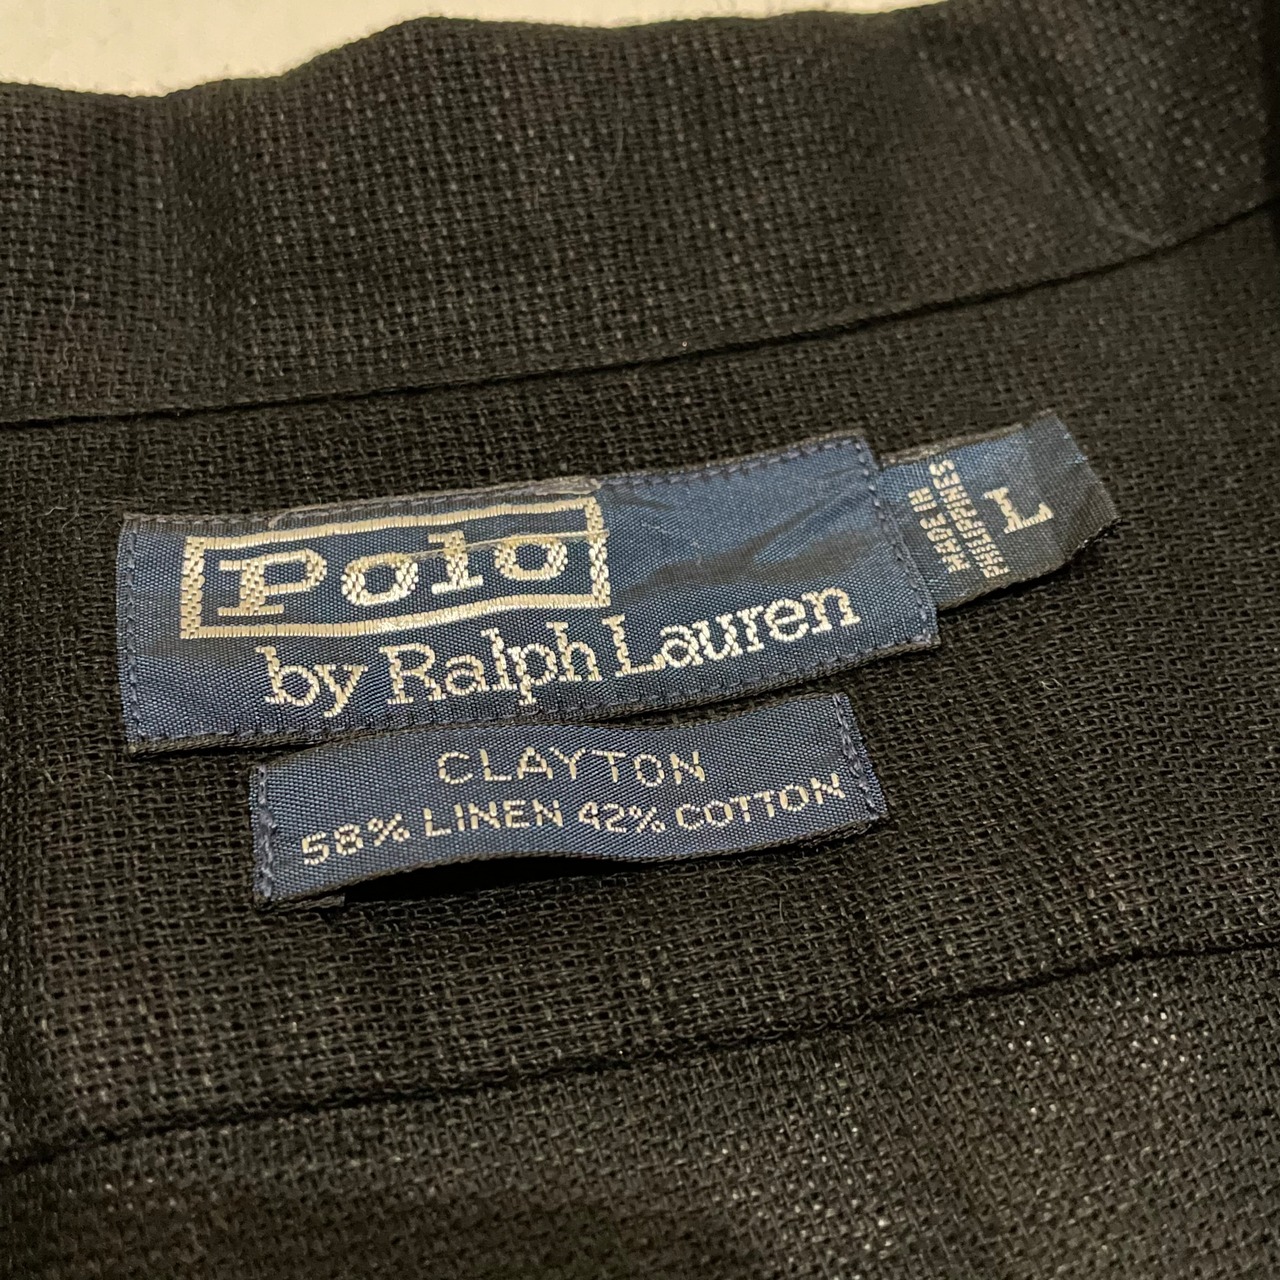 Polo
by Ralph Lauren
L
MADE IN
PHILIPPINES
CLAYTON
58% LINEN 42% COTTON